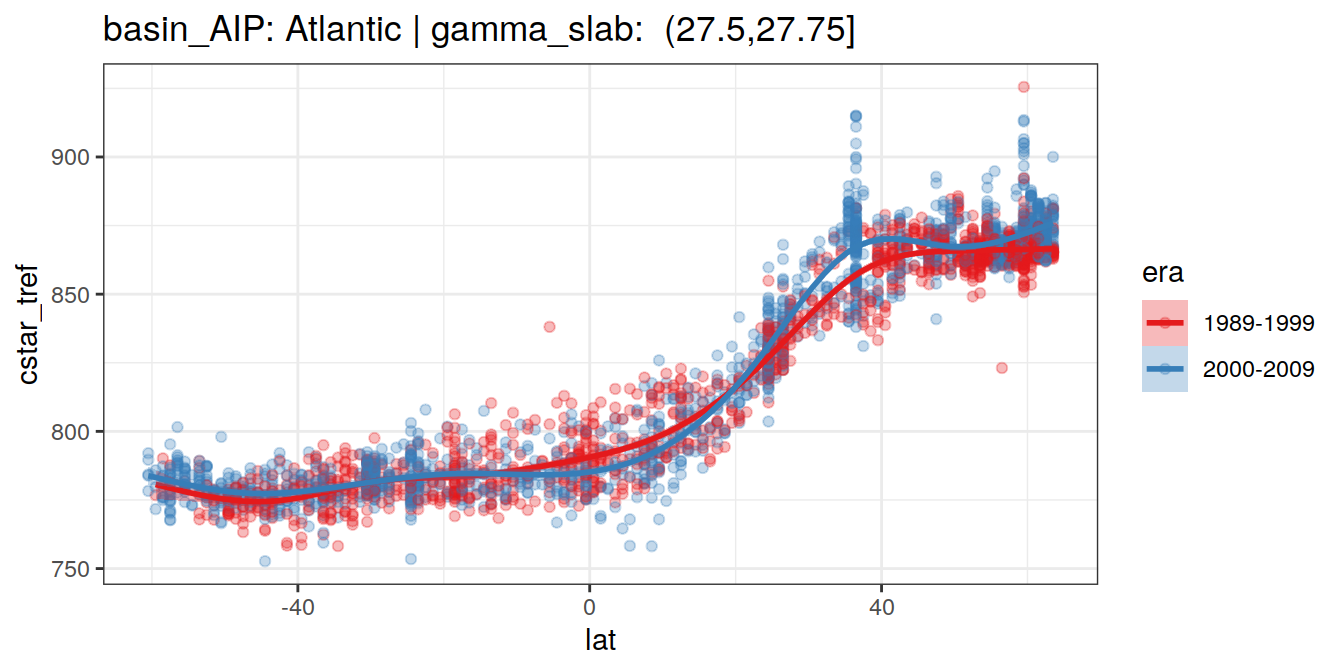 basin_AIP: Atlantic | gamma_slab:  (27.5,27.75]
900
850
800
750
cstar_tref
-40
0
40
lat
era
1989-1999
2000-2009